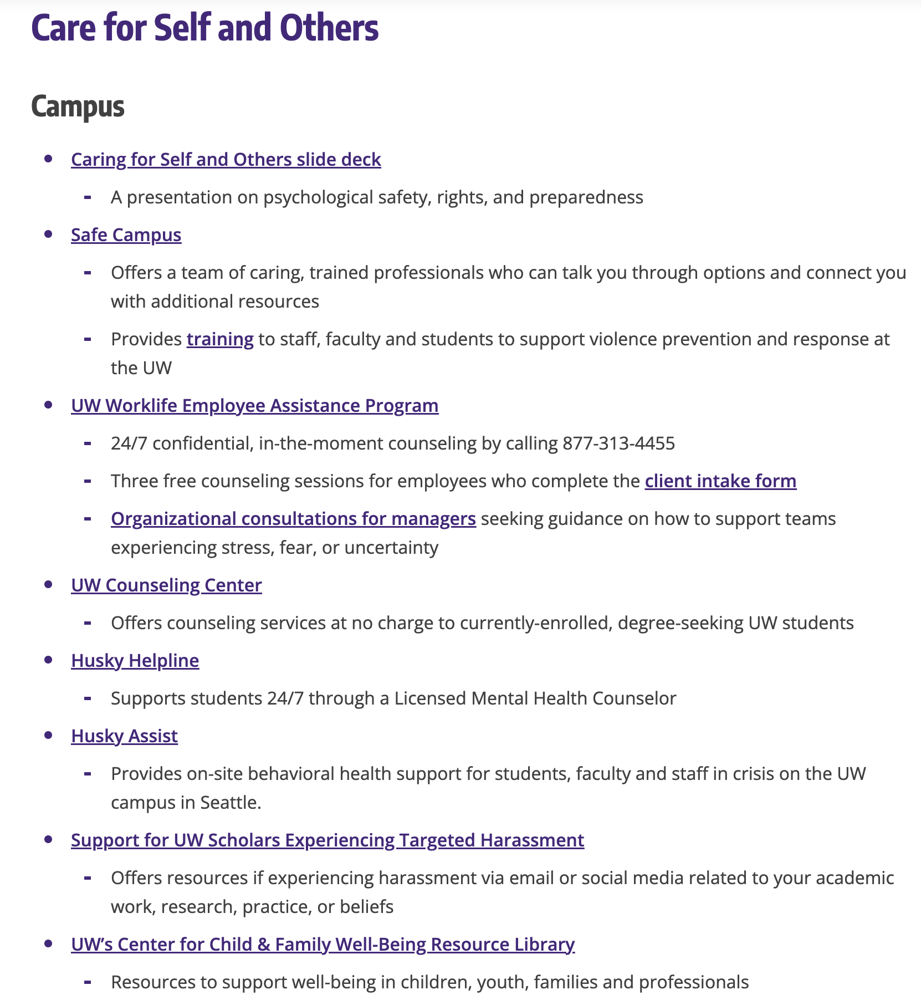 Care for Self and Others
Campus
Caring for Self and Others slide deck
A presentation on psychological safety, rights, and preparedness
Safe Campus
Offers a team of caring, trained professionals who can talk you through options and connect you
with additional resources
Provides training to staff, faculty and students to support violence prevention and response at
the UW
UW Worklife Employee Assistance Program
24/7 confidential, in-the-moment counseling by calling 877-313-4455
Three free counseling sessions for employees who complete the client intake form
Organizational consultations for managers seeking guidance on how to support teams
experiencing stress, fear, or uncertainty
UW Counseling Center
Offers counseling services at no charge to currently-enrolled, degree-seeking UW students
Husky Helpline
Supports students 24/7 through a Licensed Mental Health Counselor
Husky Assist
Provides on-site behavioral health support for students, faculty and staff in crisis on the UW
campus in Seattle.
Support for UW Scholars Experiencing Targeted Harassment
Offers resources if experiencing harassment via email or social media related to your academic
work, research, practice, or beliefs
UW’s Center for Child & Family Well-Being Resource Library
Resources to support well-being in children, youth, families and professionals